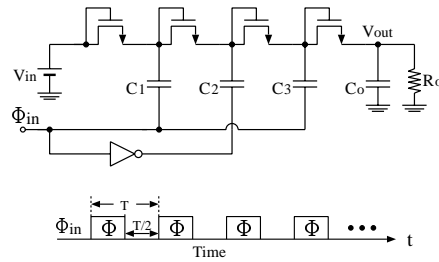 Vin
Vout
C1
C2
C3
Co
Ro
Φin
T
T/2
Φin
Φ
Φ
Φ
Φ
•••
t
Time